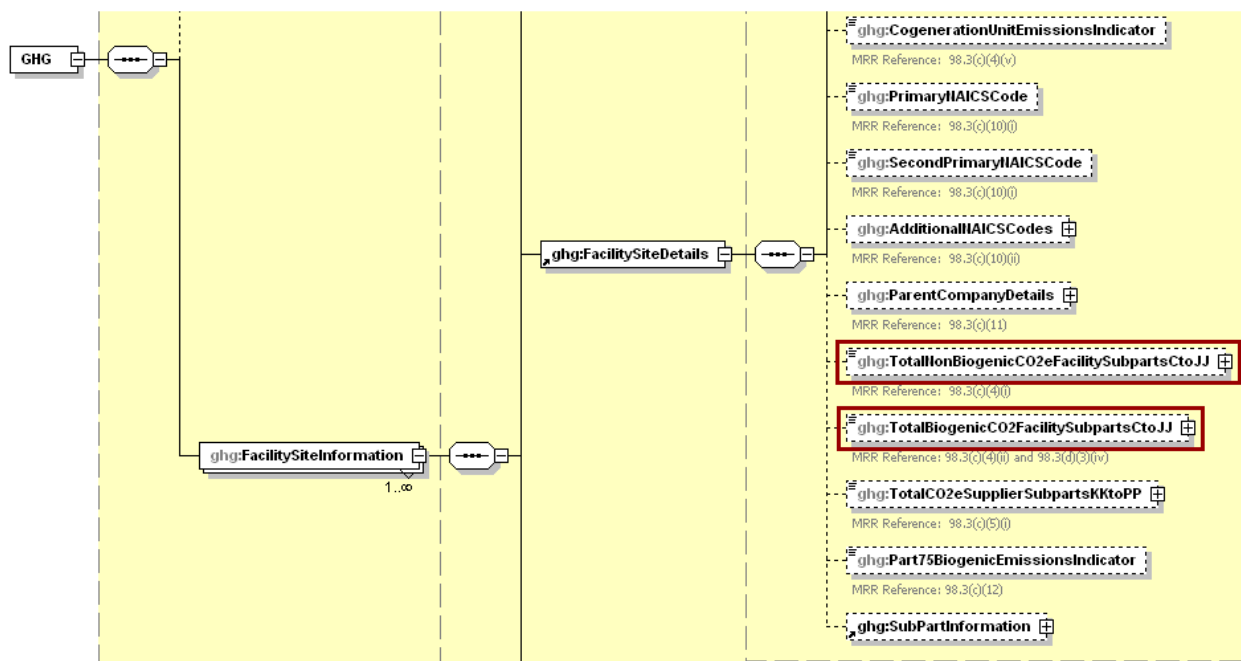 GHG
ghg:CogenerationUnitEmissionsIndicator
MRR Reference: 98.3(c)(4)(v)
ghg:PrimaryNAICSCode
MRR Reference: 98.3(c)(10)(i)
ghg:SecondPrimaryNAICSCode
MRR Reference: 98.3(c)(10)(i)
ghg:AdditionalNAICSCodes
MRR Reference: 98.3(c)(10)(ii)
ghg:FacilitySiteDetails
ghg:ParentCompanyDetails
MRR Reference: 98.3(c)(11)
ghg:TotalNonBiogenicCO2eFacilitySubpartsCtoJJ
MRR Reference: 98.3(c)(4)(i)
ghg:TotalBiogenicCO2FacilitySubpartsCtoJJ
MRR Reference: 98.3(c)(4)(ii) and 98.3(d)(3)(iv)
ghg:FacilitySiteInformation
1..∞
ghg:TotalCO2eSupplierSubpartsKKtoPP
MRR Reference: 98.3(c)(5)(i)
ghg:Part75BiogenicEmissionsIndicator
MRR Reference: 98.3(c)(12)
ghg:SubPartInformation